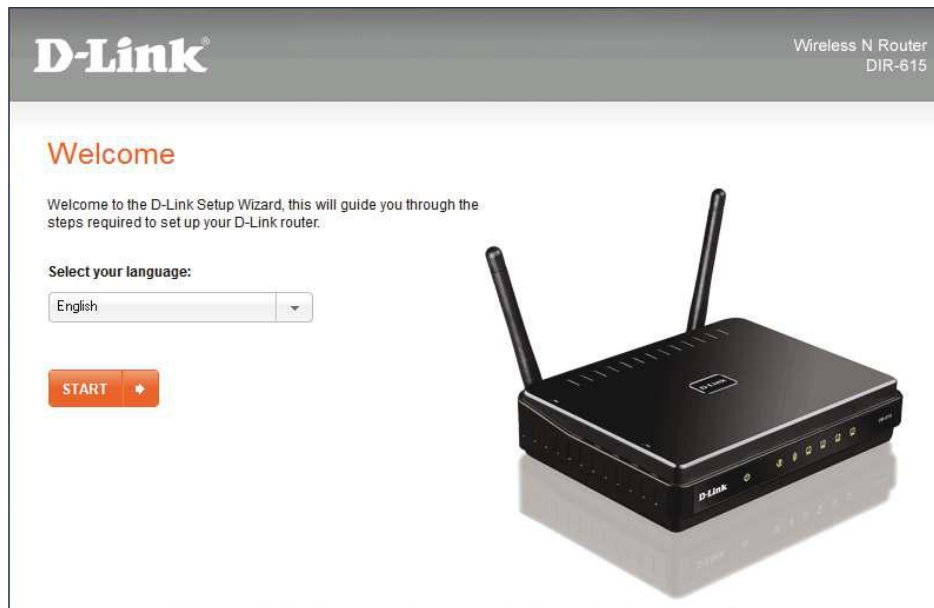 D-Link®
Wireless N Router
DIR-615
Welcome
Welcome to the D-Link Setup Wizard, this will guide you through the
steps required to set up your D-Link router.
Select your language:
English
START
D-Link
D-Link